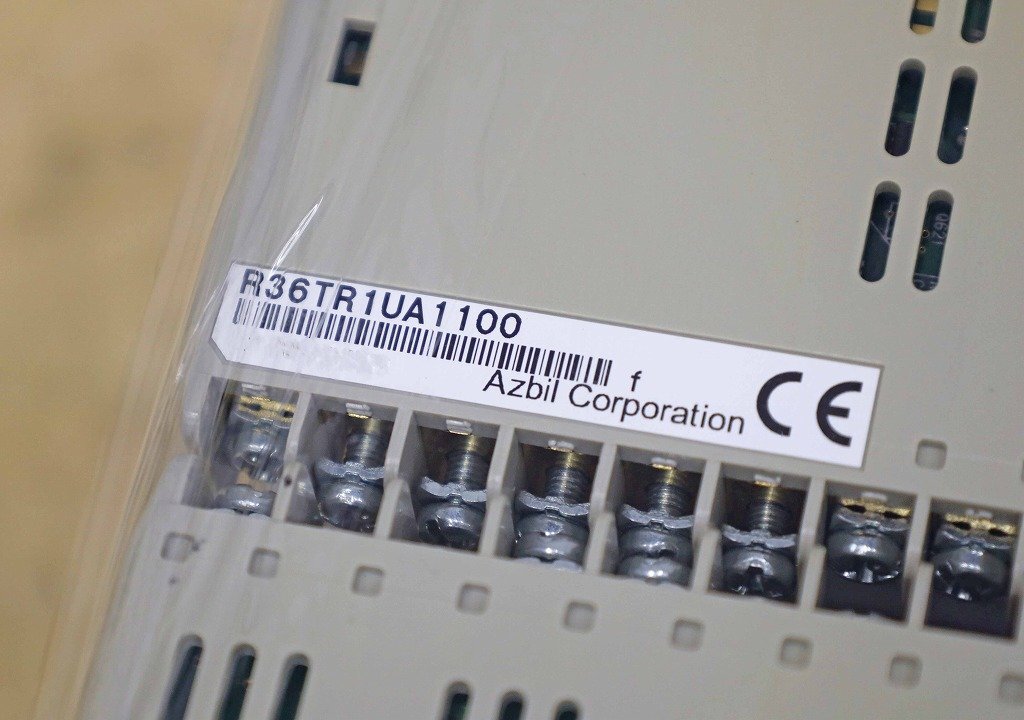 R36TR1UA1100
f
Azbil Corporation
CE